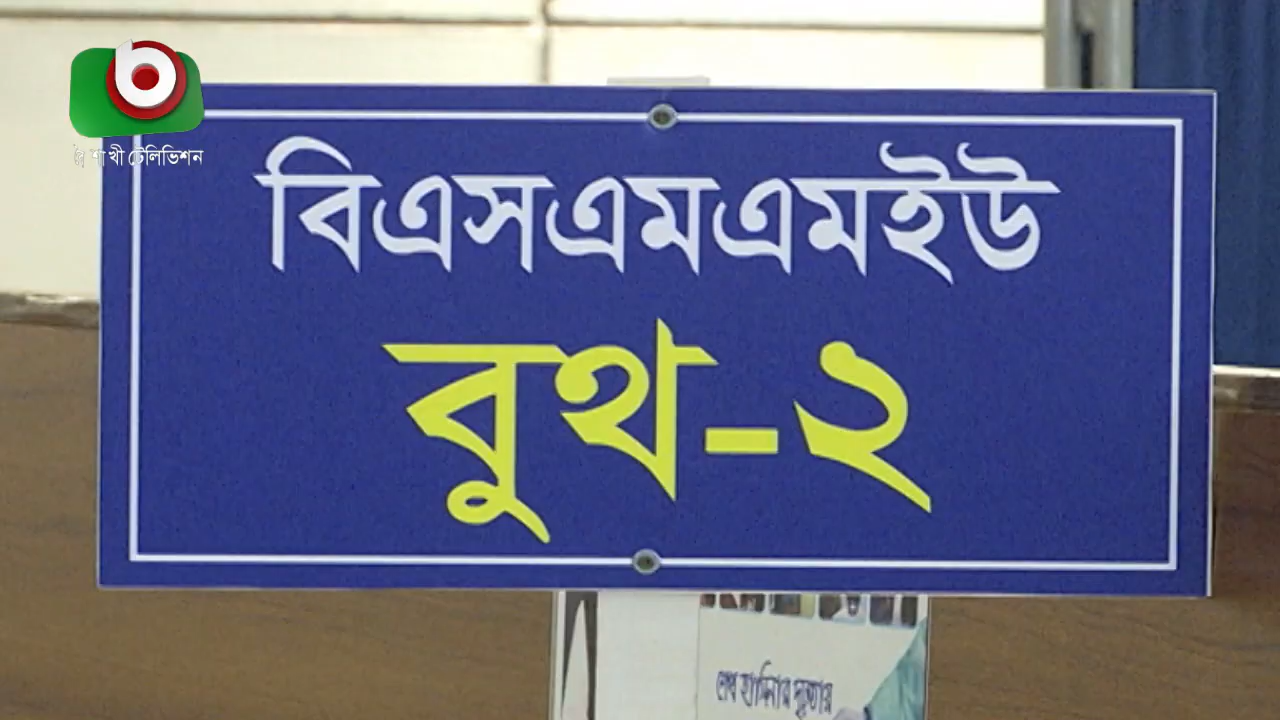 বৈশাখী টেলিভিশন
বিএসএমএমইউ
বুথ-২
শেখ হাসিনার